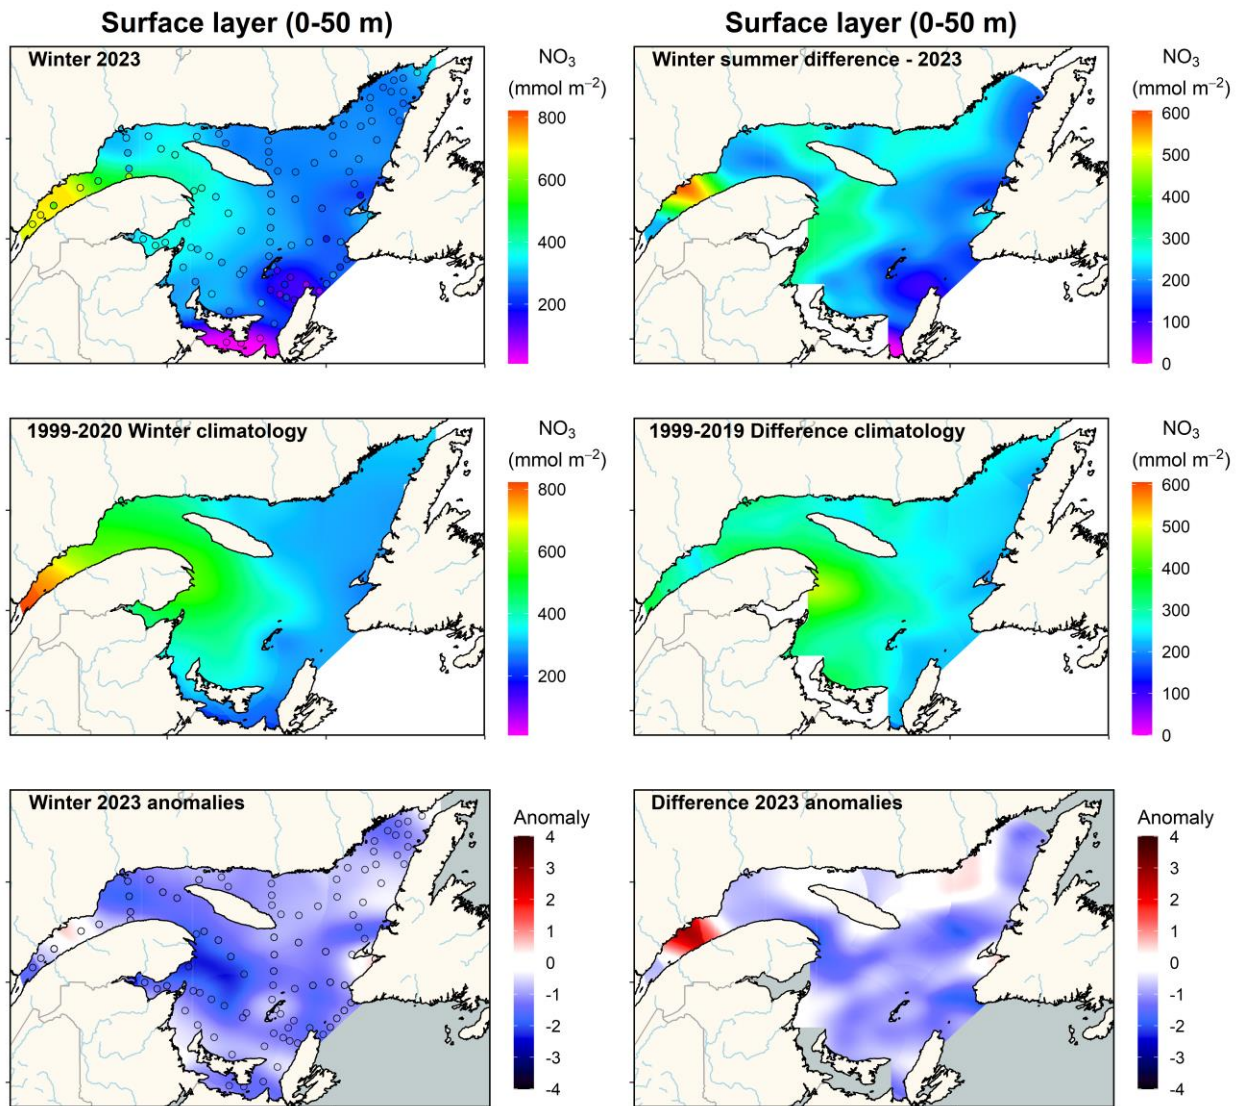 Surface layer (0-50 m)
Surface layer (0-50 m)
Winter 2023
NO₃
(mmol m⁻²)
800
600
400
200
Winter summer difference - 2023
NO₃
(mmol m⁻²)
600
500
400
300
200
100
0
1999-2020 Winter climatology
NO₃
(mmol m⁻²)
800
600
400
200
1999-2019 Difference climatology
NO₃
(mmol m⁻²)
600
500
400
300
200
100
0
Winter 2023 anomalies
Anomaly
4
3
2
1
0
-1
-2
-3
-4
Difference 2023 anomalies
Anomaly
4
3
2
1
0
-1
-2
-3
-4